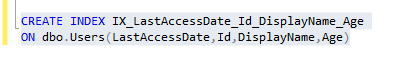 CREATE INDEX IX_LastAccessDate_Id_DisplayName_Age
ON dbo.Users(LastAccessDate,Id,DisplayName,Age)